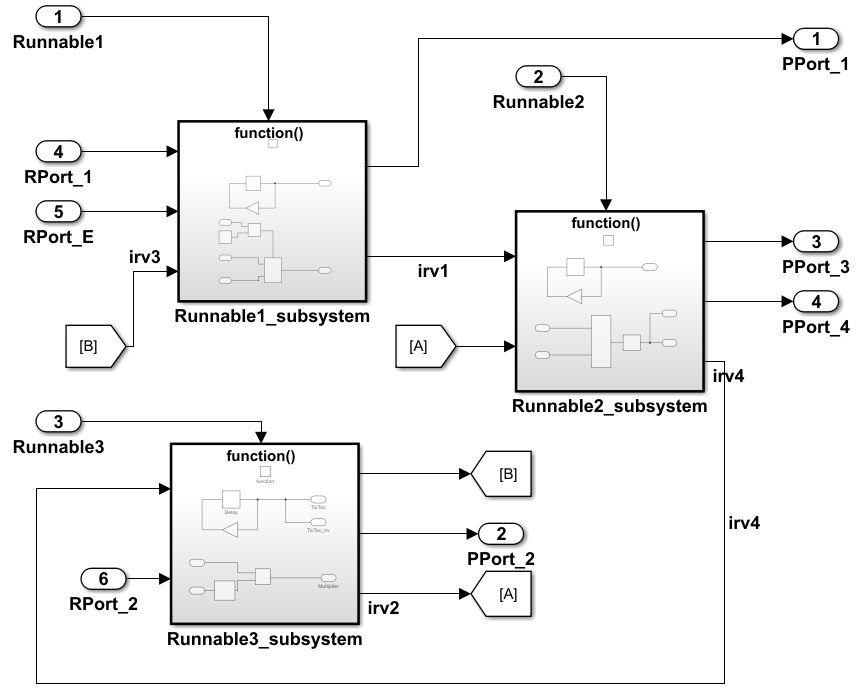 1
Runnable1
1
PPort_1
2
Runnable2
function()
4
RPort_1
5
RPort_E
irv3
[B]
Runnable1_subsystem
irv1
[A]
function()
3
PPort_3
4
PPort_4
irv4
Runnable2_subsystem
3
Runnable3
function()
function
Delay
TicToc
TicToc_irv
Multiplier
[B]
2
PPort_2
irv4
6
RPort_2
irv2
[A]
Runnable3_subsystem